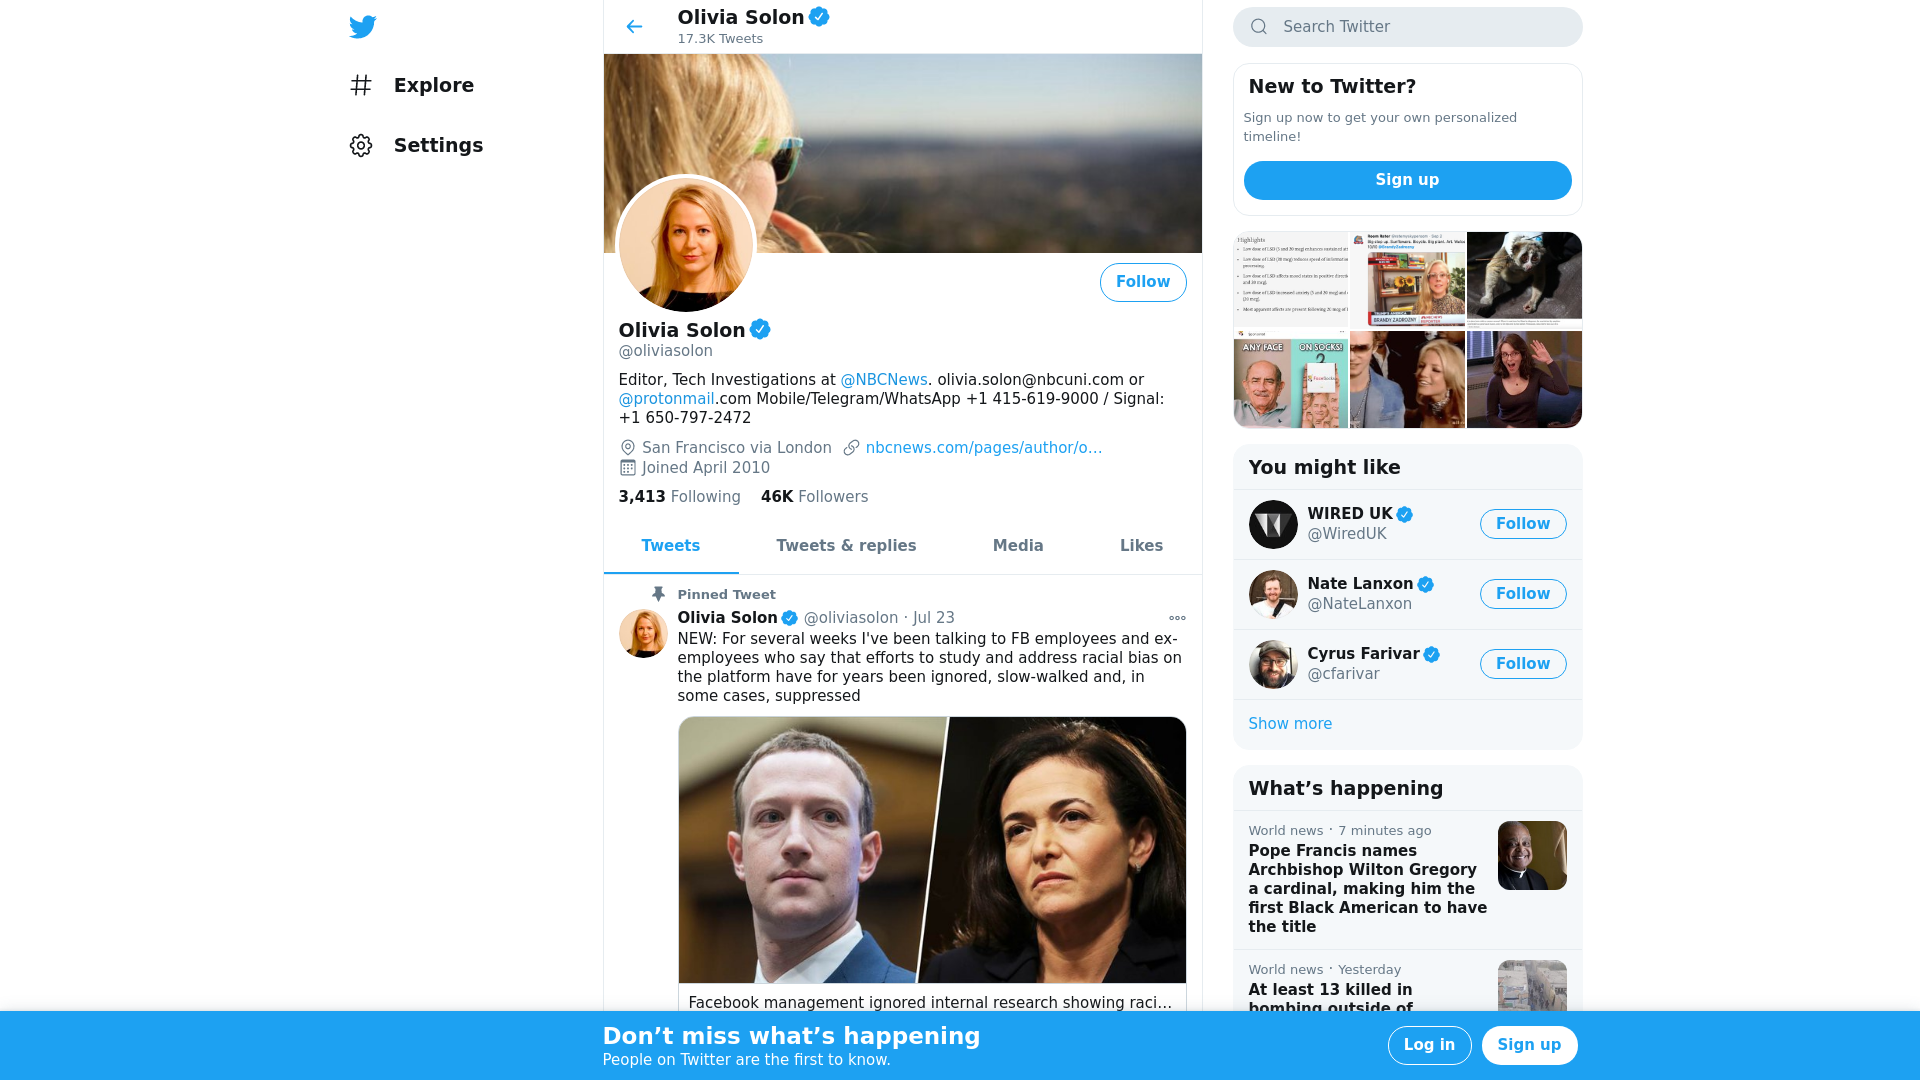 Explore
Settings
Olivia Solon
17.3K Tweets
Follow
Olivia Solon
@oliviasolon
Editor, Tech Investigations at @NBCNews. olivia.solon@nbcuni.com or
@protonmail.com Mobile/Telegram/WhatsApp +1 415-619-9000 / Signal:
+1 650-797-2472
San Francisco via London nbcnews.com/pages/author/o…
Joined April 2010
3,413 Following 46K Followers
Tweets Tweets & replies Media Likes
Pinned Tweet
Olivia Solon @oliviasolon · Jul 23
NEW: For several weeks I've been talking to FB employees and ex-
employees who say that efforts to study and address racial bias on
the platform have for years been ignored, slow-walked and, in
some cases, suppressed
Facebook management ignored internal research showing raci…
Search Twitter
New to Twitter?
Sign up now to get your own personalized
timeline!
Sign up
Highlights
ANY FACE ON SOCKS!
BRANDY ZADROZNY
You might like
WIRED UK
@WiredUK
Follow
Nate Lanxon
@NateLanxon
Follow
Cyrus Farivar
@cfarivar
Follow
Show more
What’s happening
World news · 7 minutes ago
Pope Francis names
Archbishop Wilton Gregory
a cardinal, making him the
first Black American to have
the title
World news · Yesterday
At least 13 killed in
bombing outside of
Don’t miss what’s happening
People on Twitter are the first to know.
Log in Sign up